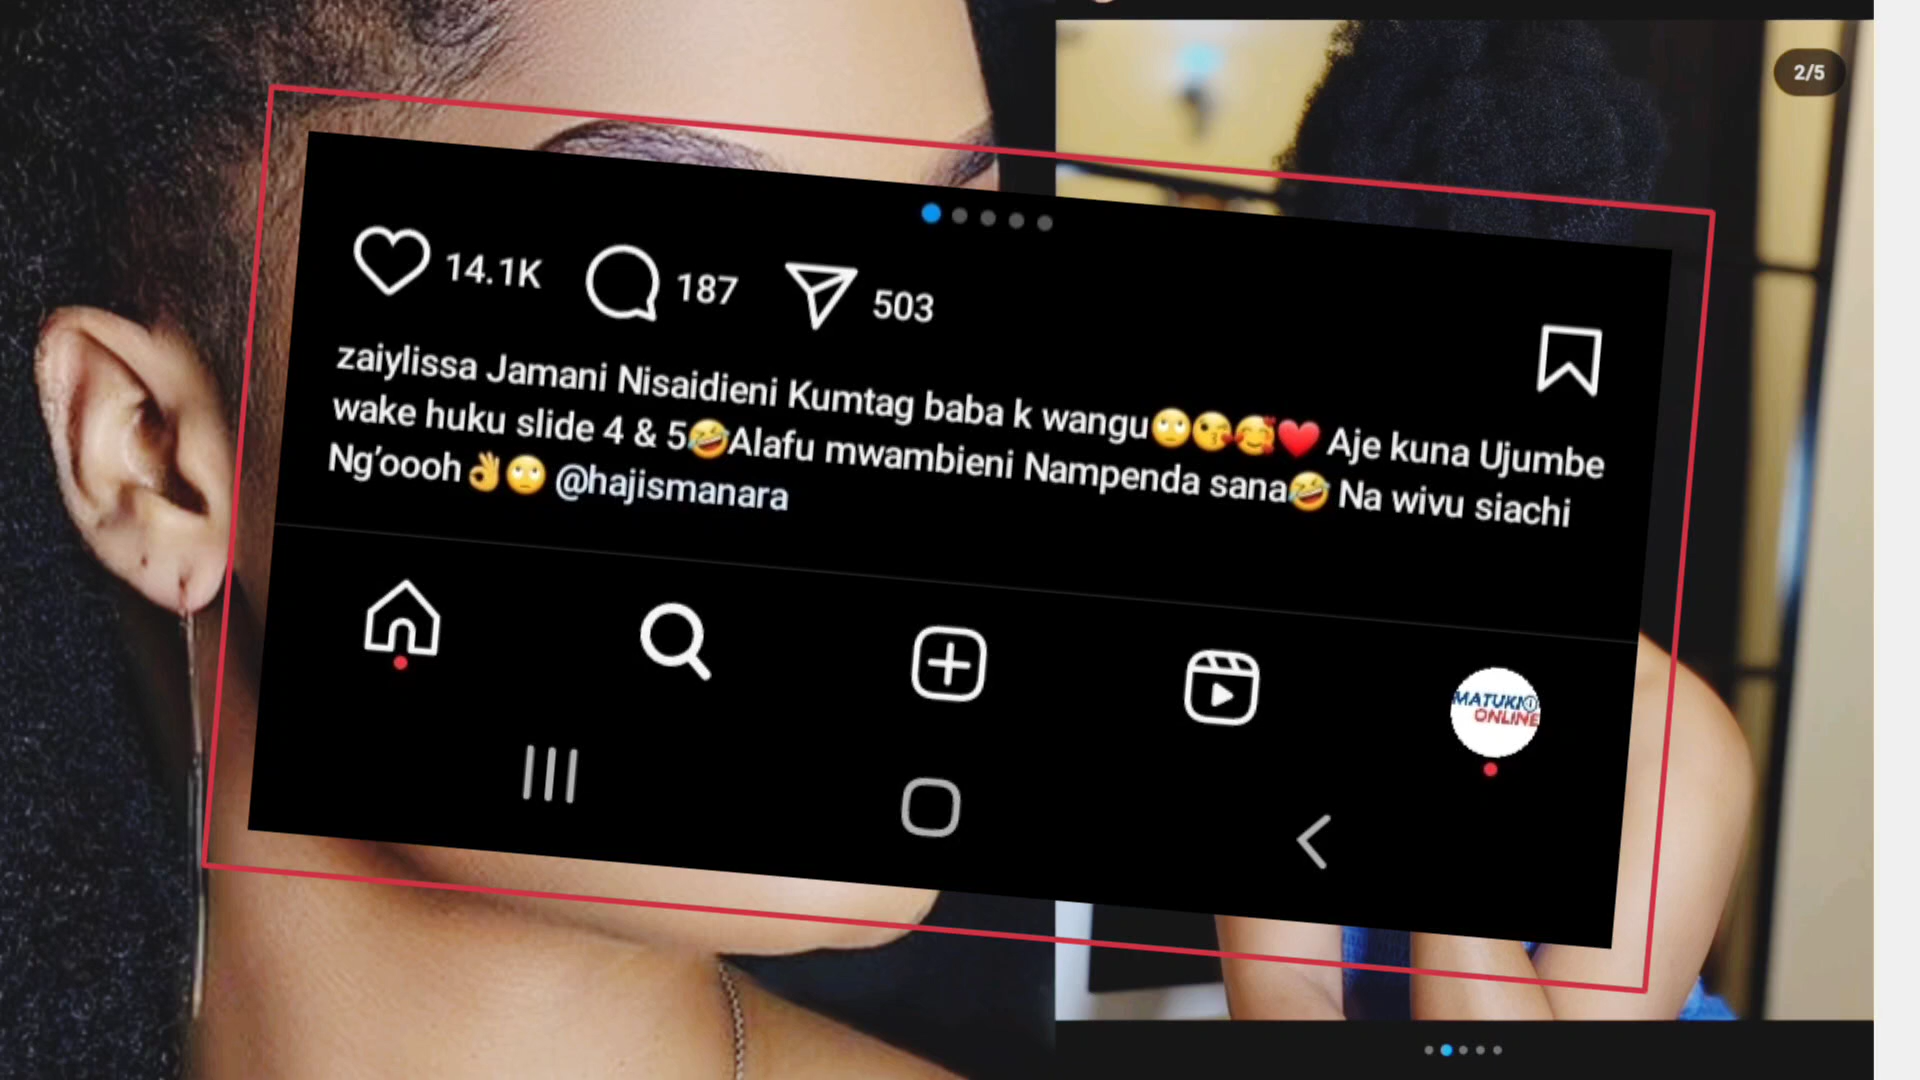 2/5
14.1K 187 503
zaiylissa Jamani Nisaidieni Kumtag baba k wangu🙄😘🥰❤️ Aje kuna Ujumbe
wake huku slide 4 & 5🤣Alafu mwambieni Nampenda sana🤣 Na wivu siachi
Ng'oooh👌🙄 @hajismanara
MATUKIO
ONLINE